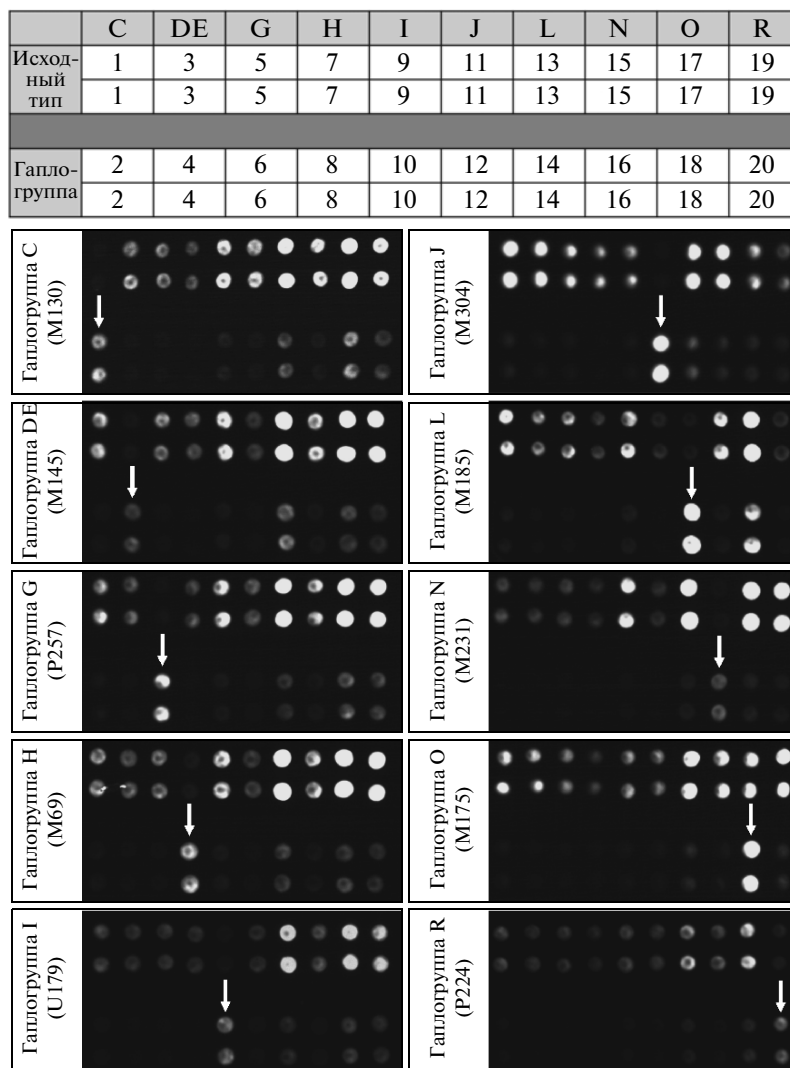 C DE G H I J L N O R
Исход-
ный
тип
1 3 5 7 9 11 13 15 17 19
1 3 5 7 9 11 13 15 17 19
Гапло-
группа
2 4 6 8 10 12 14 16 18 20
2 4 6 8 10 12 14 16 18 20
Гаплогруппа C
(M130)
Гаплогруппа J
(M304)
Гаплогруппа DE
(M145)
Гаплогруппа L
(M185)
Гаплогруппа G
(P257)
Гаплогруппа N
(M231)
Гаплогруппа H
(M69)
Гаплогруппа O
(M175)
Гаплогруппа I
(U179)
Гаплогруппа R
(P224)